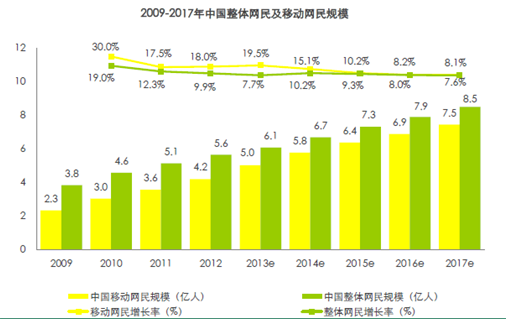 2009-2017年中国整体网民及移动网民规模
12
10
8
6
4
2
0
30.0% 17.5% 18.0% 19.5% 15.1% 10.2% 8.2% 8.1%
19.0% 12.3% 9.9% 7.7% 10.2% 9.3% 8.0% 7.6%
2.3 3.8 3.0 4.6 3.6 5.1 4.2 5.6 5.0 6.1 5.8 6.7 6.4 7.3 6.9 7.9 7.5 8.5
2009 2010 2011 2012 2013e 2014e 2015e 2016e 2017e
中国移动网民规模（亿人） 中国整体网民规模（亿人）
移动网民增长率（%） 整体网民增长率（%）